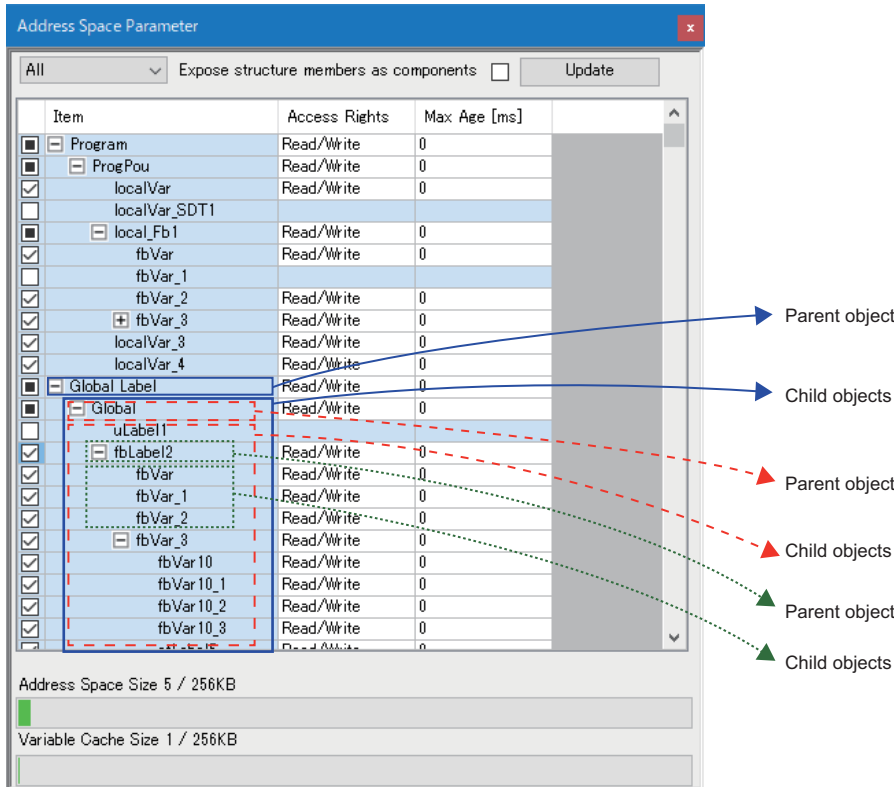 Address Space Parameter x
All Expose structure members as components Update
Item Access Rights Max Age [ms]
Program Read/Write 0
ProgPou Read/Write 0
localVar Read/Write 0
localVar_SDT1
local_Fb1 Read/Write 0
fbVar Read/Write 0
fbVar_1
fbVar_2 Read/Write 0
fbVar_3 Read/Write 0
Parent object
localVar_3 Read/Write 0
localVar_4 Read/Write 0
Global Label Read/Write 0
Child objects
Global Read/Write 0
uLabel1
fbLabel2 Read/Write 0
fbVar Read/Write 0
Parent object
fbVar_1 Read/Write 0
fbVar_2 Read/Write 0
fbVar_3 Read/Write 0
Child objects
fbVar10 Read/Write 0
fbVar10_1 Read/Write 0
fbVar10_2 Read/Write 0
Parent object
fbVar10_3 Read/Write 0
Read/Write 0
Child objects
Address Space Size 5 / 256KB
Variable Cache Size 1 / 256KB